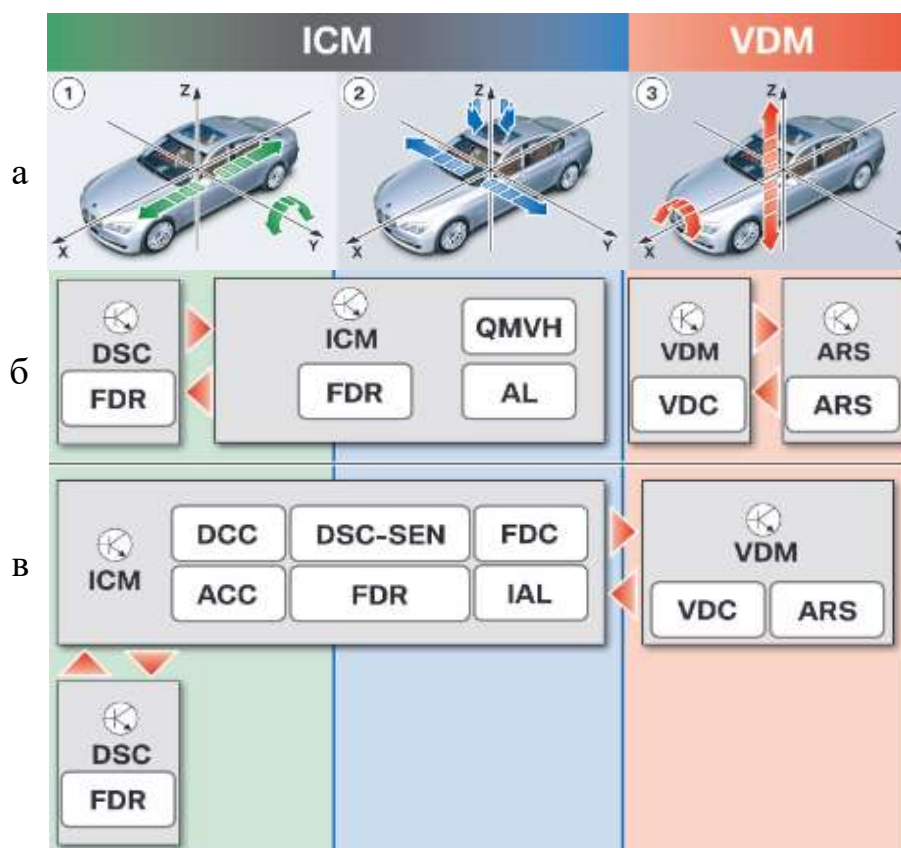 ICM VDM
1 2 3
Z Z Z
а
X Y X Y X Y
б
DSC ICM QMVH VDM ARS
FDR FDR AL VDC ARS
в
ICM DCC DSC-SEN FDC VDM
ACC FDR IAL VDC ARS
DSC
FDR